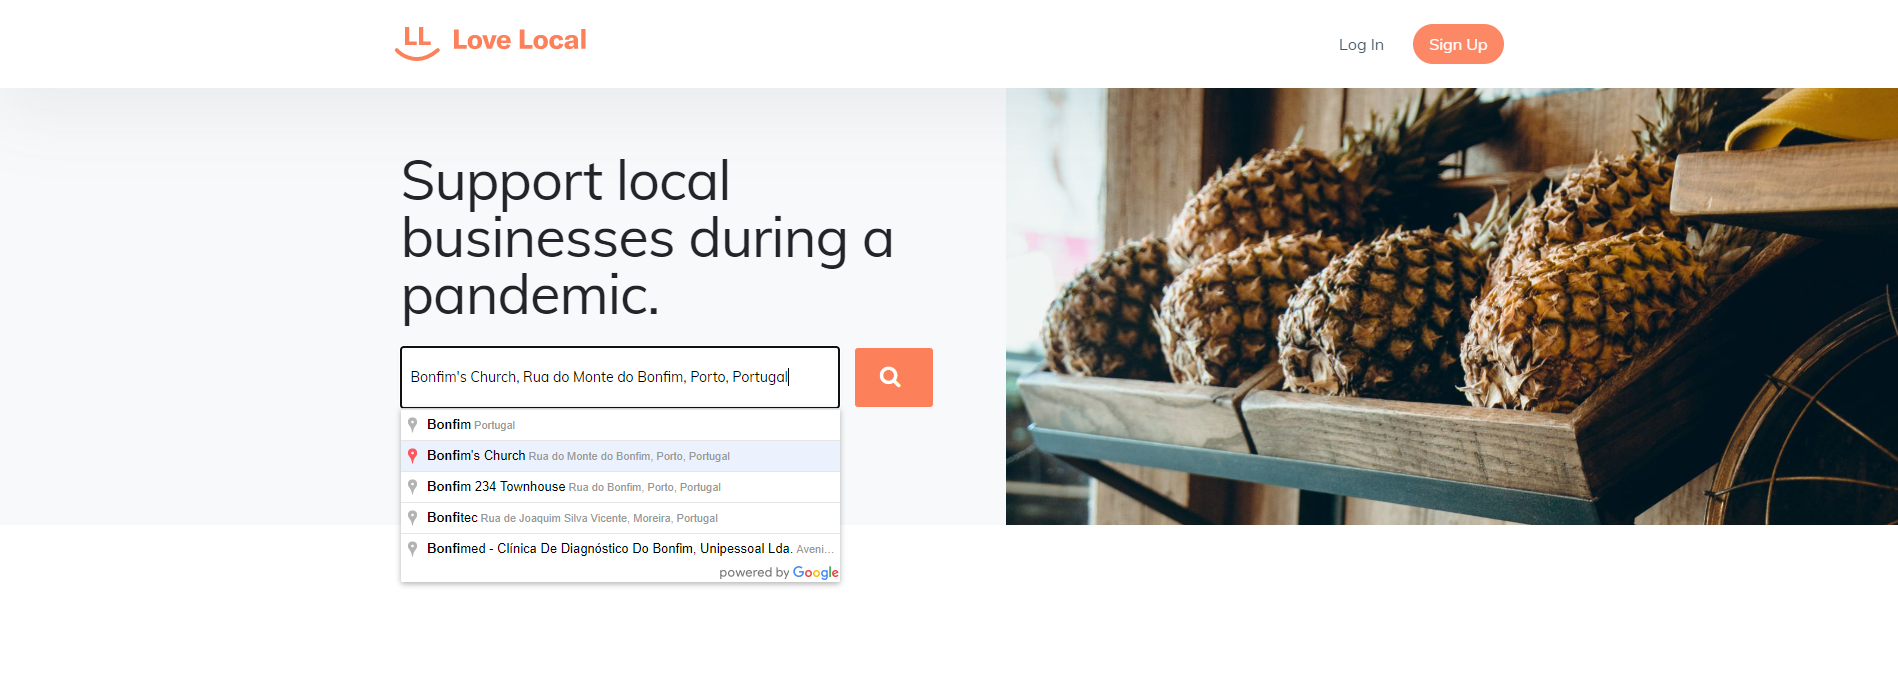 LL Love Local
Log In
Sign Up
Support local
businesses during a
pandemic.
Bonfim's Church, Rua do Monte do Bonfim, Porto, Portugal
Bonfim Portugal
Bonfim's Church Rua do Monte do Bonfim, Porto, Portugal
Bonfim 234 Townhouse Rua do Bonfim, Porto, Portugal
Bonfitec Rua de Joaquim Silva Vicente, Moreira, Portugal
Bonfimed - Clínica De Diagnóstico Do Bonfim, Unipessoal Lda. Aveni...
powered by Google